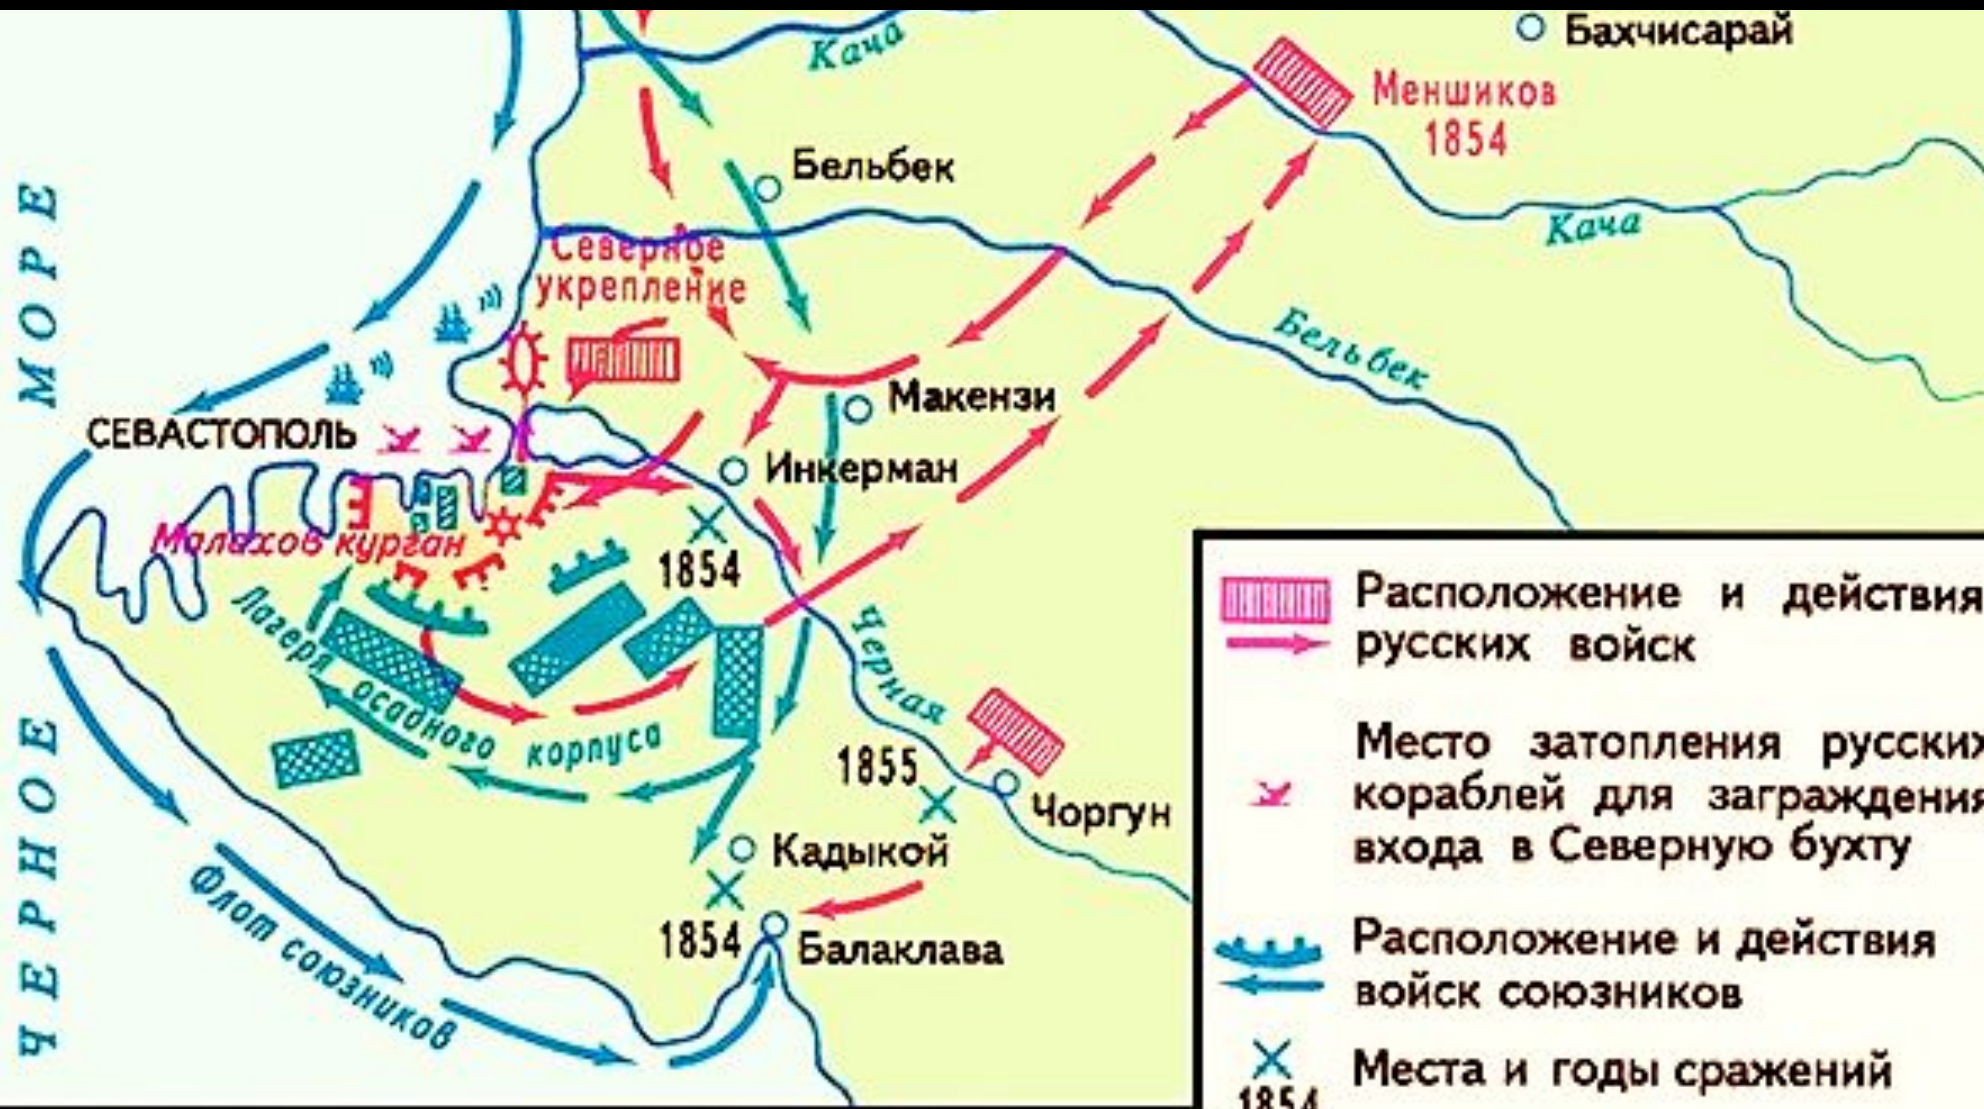 Бахчисарай
Кача
Меншиков
1854
Бельбек
Кача
Северное
укрепление
Бельбек
Макензи
СЕВАСТОПОЛЬ
Инкерман
Малахов курган
1854
Лагеря осадного корпуса
Черная
1855
Чоргун
Кадыкой
1854
Балаклава
Флот союзников
ЧЕРНОЕ МОРЕ
Расположение и действия
русских войск
Место затопления русских
кораблей для заграждения
входа в Северную бухту
Расположение и действия
войск союзников
Места и годы сражений
1854